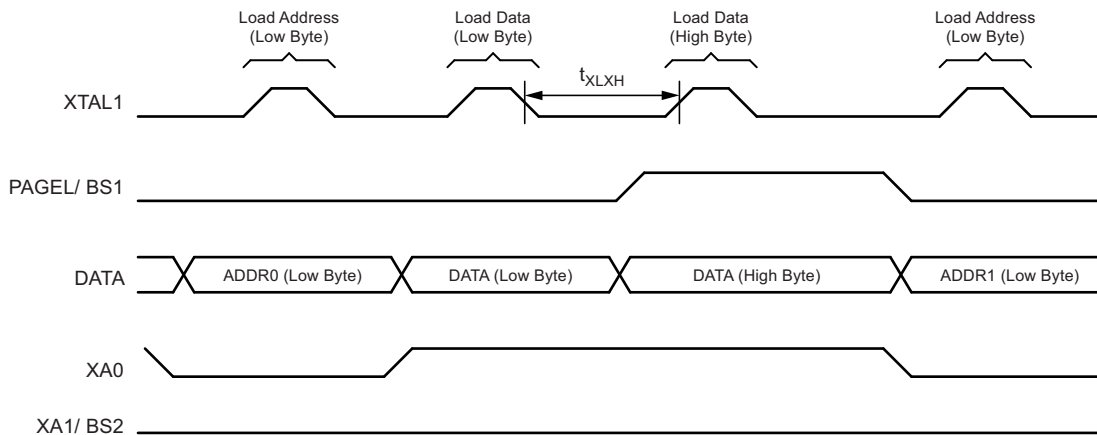 Load Address
(Low Byte)
Load Data
(Low Byte)
Load Data
(High Byte)
Load Address
(Low Byte)
tXLXH
XTAL1
PAGEL/ BS1
DATA
ADDR0 (Low Byte)
DATA (Low Byte)
DATA (High Byte)
ADDR1 (Low Byte)
XA0
XA1/ BS2